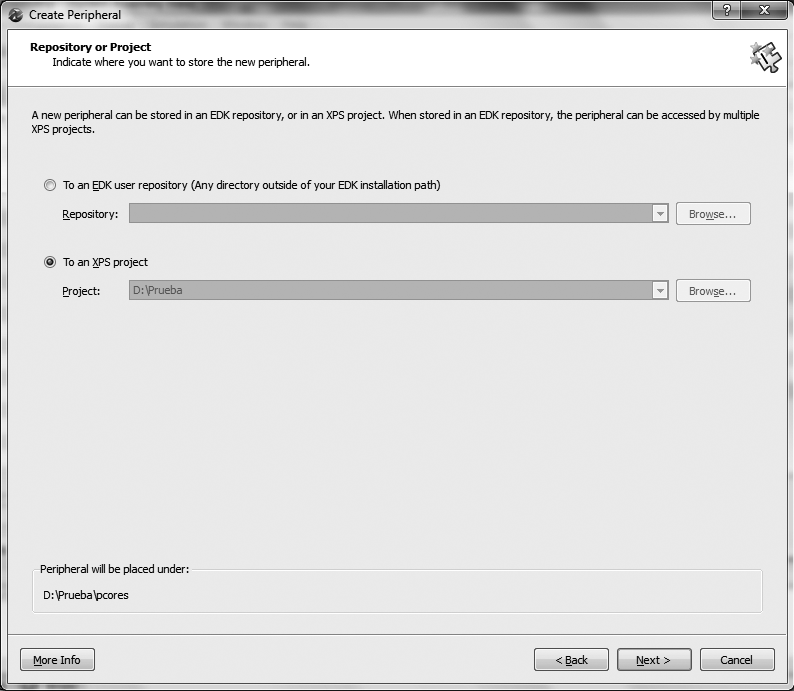 Create Peripheral
?
Repository or Project
Indicate where you want to store the new peripheral.
A new peripheral can be stored in an EDK repository, or in an XPS project. When stored in an EDK repository, the peripheral can be accessed by multiple
XPS projects.
To an EDK user repository (Any directory outside of your EDK installation path)
Repository:
Browse...
To an XPS project
Project:
D:\Prueba
Browse...
Peripheral will be placed under:
D:\Prueba\pcores
More Info
< Back
Next >
Cancel